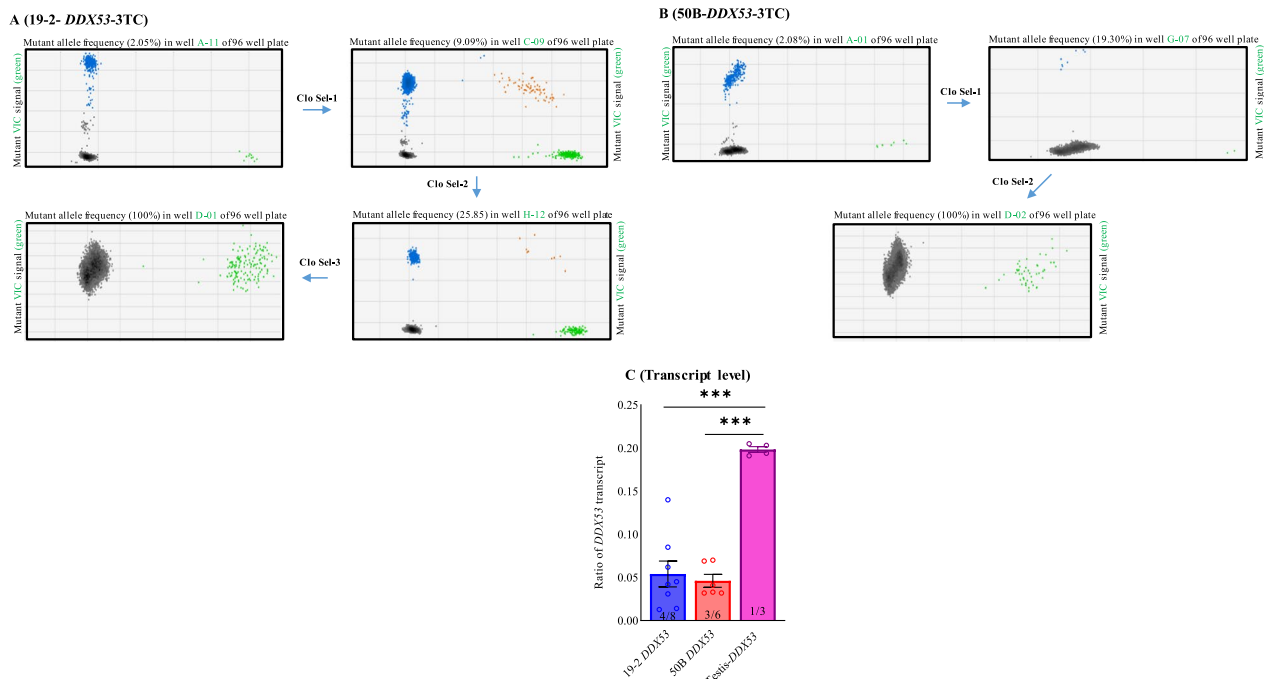 A (19-2- DDX53-3TC)
Mutant allele frequency (2.05%) in well A-11 of 96 well plate
Mutant VIC signal (green)
Clo Sel-1
Mutant allele frequency (9.09%) in well C-09 of 96 well plate
Mutant VIC signal (green)
Clo Sel-2
Mutant allele frequency (100%) in well D-01 of 96 well plate
Mutant VIC signal (green)
Clo Sel-3
Mutant allele frequency (25.85) in well H-12 of 96 well plate
Mutant VIC signal (green)
B (50B-DDX53-3TC)
Mutant allele frequency (2.08%) in well A-01 of 96 well plate
Mutant VIC signal (green)
Clo Sel-1
Mutant allele frequency (19.30%) in well G-07 of 96 well plate
Mutant VIC signal (green)
Clo Sel-2
Mutant allele frequency (100%) in well D-02 of 96 well plate
Mutant VIC signal (green)
C (Transcript level)
***
***
Ratio of DDX53 transcript
0.25
0.20
0.15
0.10
0.05
0.00
4/8
3/6
1/3
19-2 DDX53
50B DDX53
Testis-DDX53